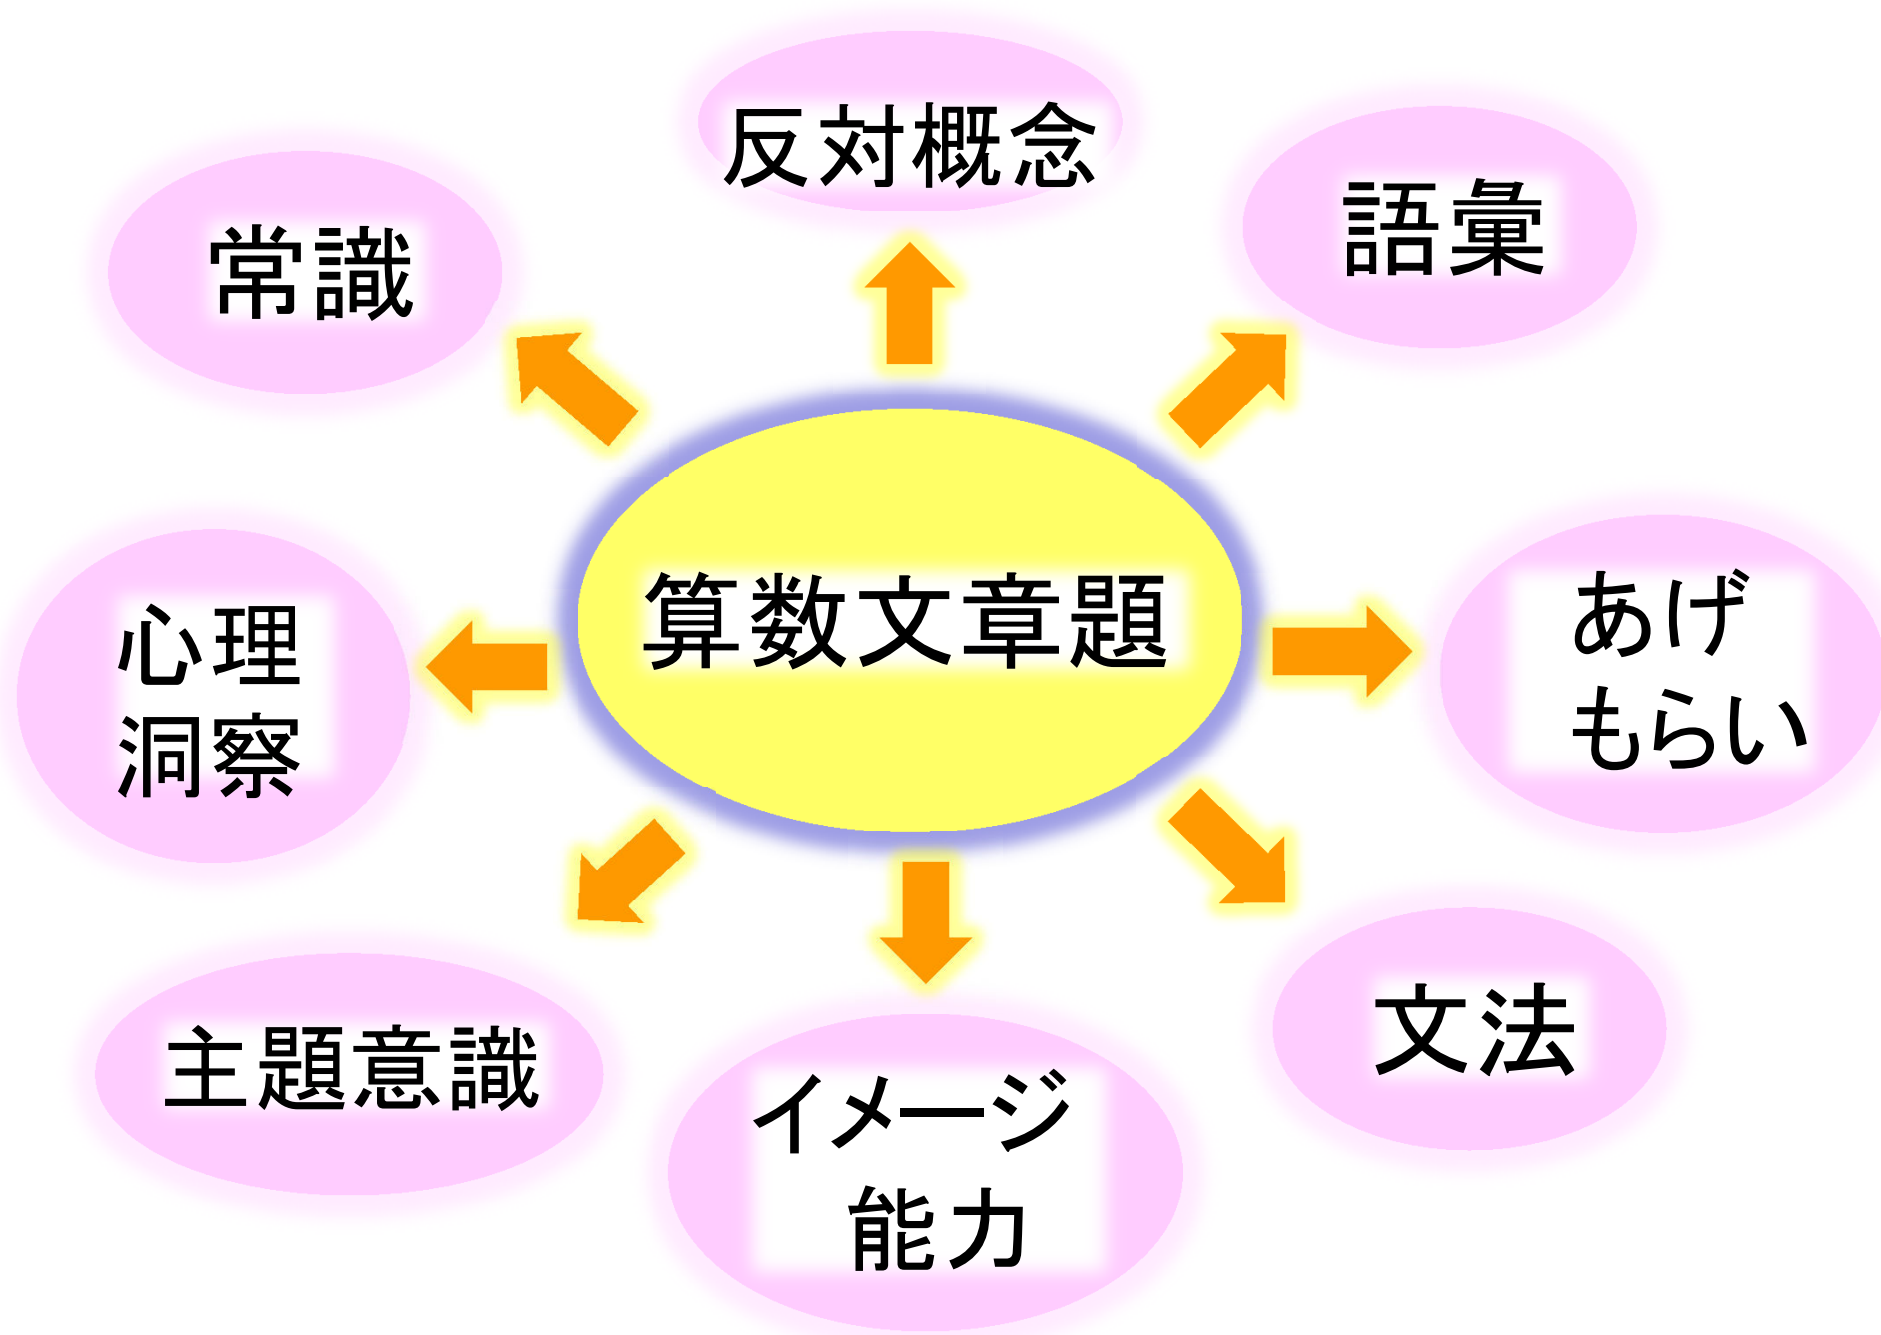 反対概念
語彙
常識
算数文章題
あげ
もらい
心理
洞察
文法
主題意識
イメージ
能力